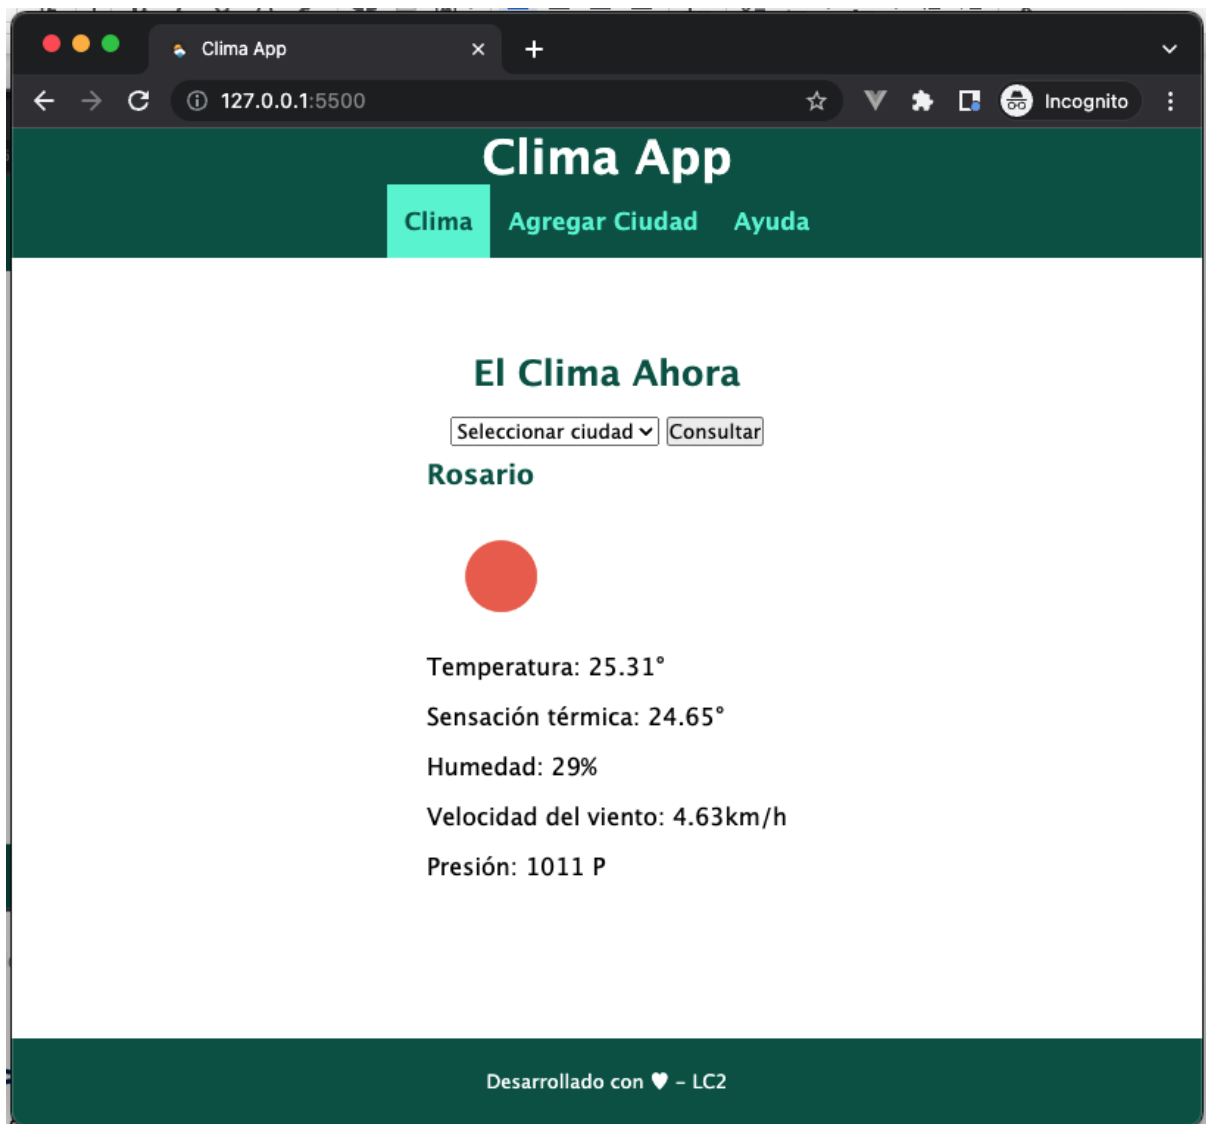 Clima App
127.0.0.1:5500
Incognito
Clima App
Clima Agregar Ciudad Ayuda
El Clima Ahora
Seleccionar ciudad Consultar
Rosario
Temperatura: 25.31°
Sensación térmica: 24.65°
Humedad: 29%
Velocidad del viento: 4.63km/h
Presión: 1011 P
Desarrollado con ♥ - LC2